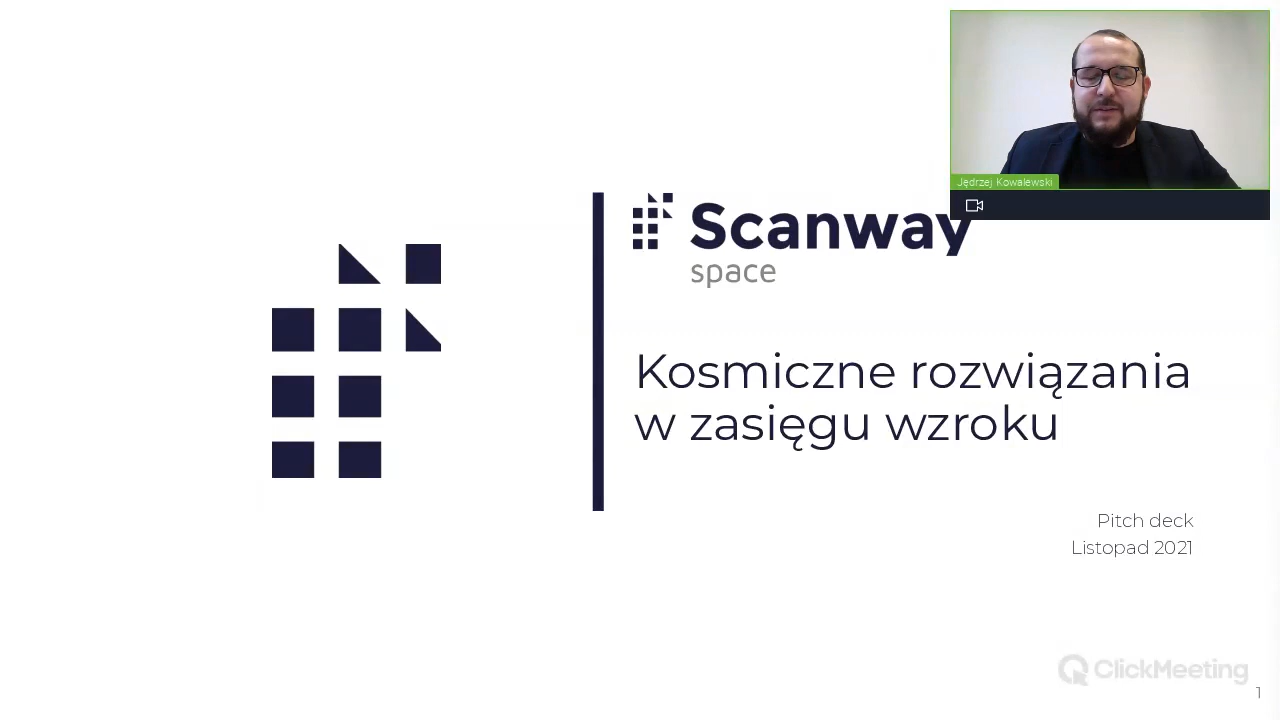 Jędrzej Kowalewski
Scanway
space
Kosmiczne rozwiązania
w zasięgu wzroku
Pitch deck
Listopad 2021
ClickMeeting
1